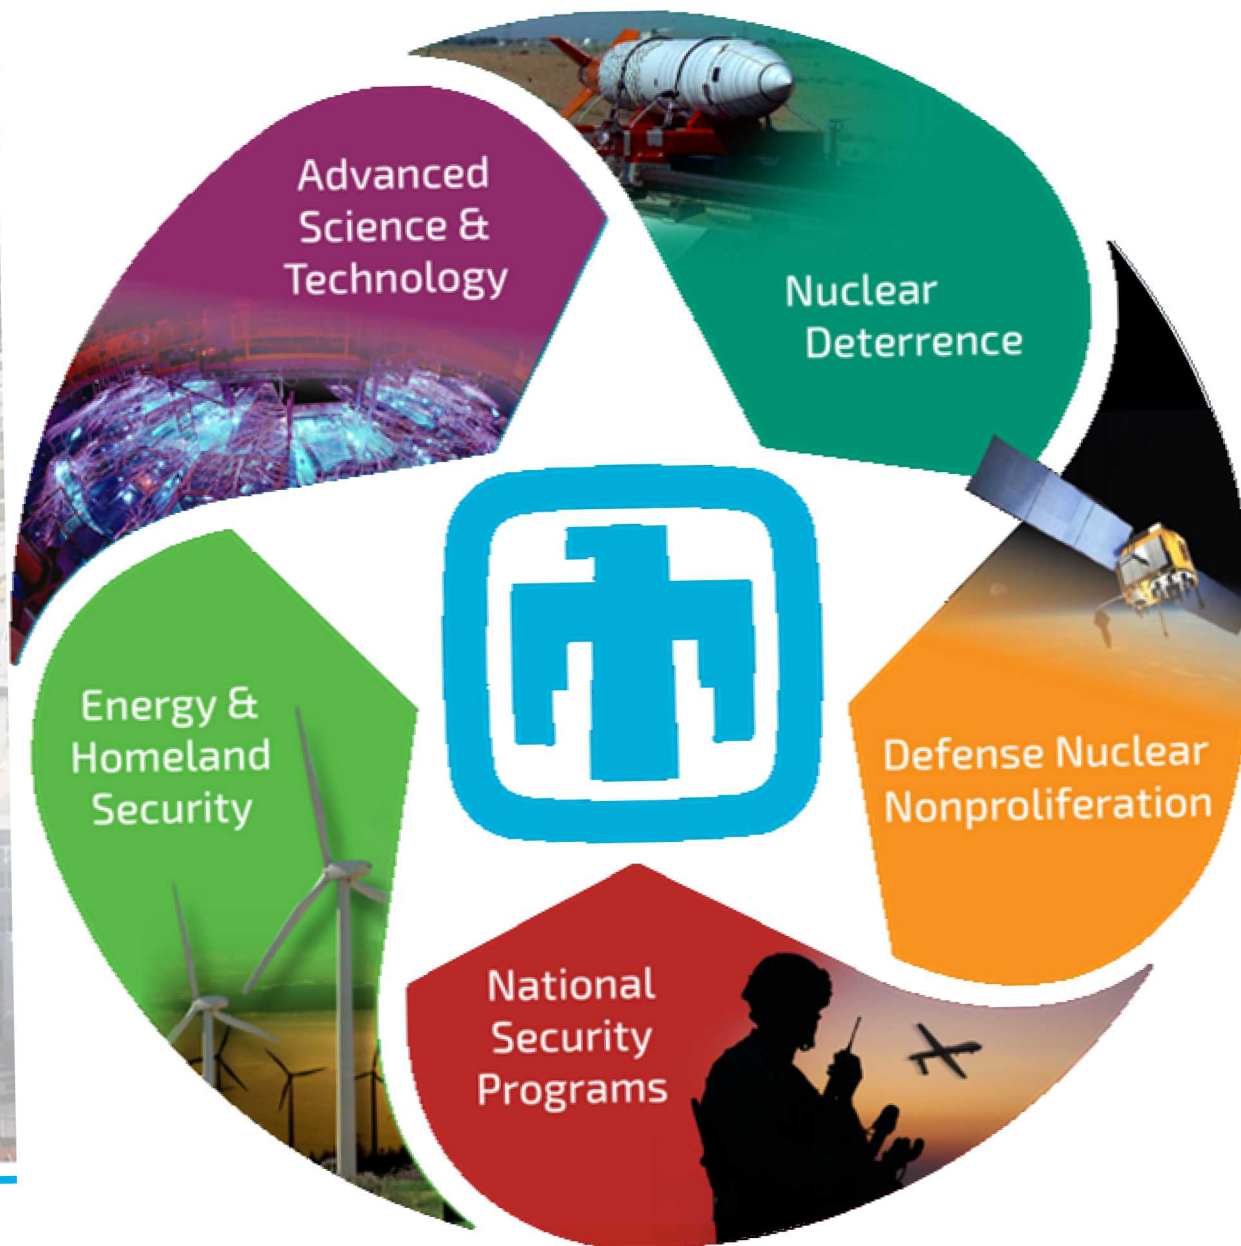 Advanced
Science &
Technology
Nuclear
Deterrence
Energy &
Homeland
Security
Defense Nuclear
Nonproliferation
National
Security
Programs